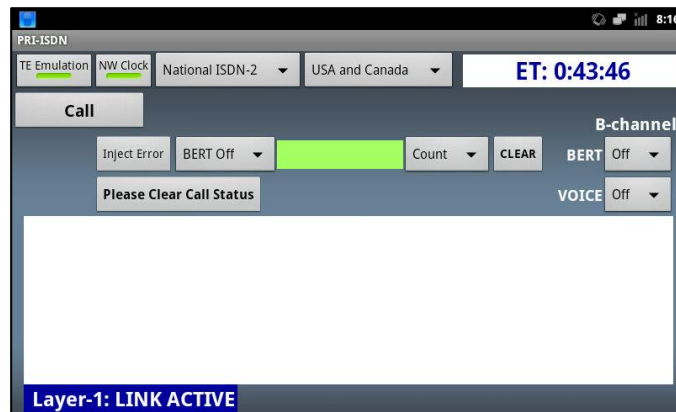 8:16
PRI-ISDN
TE Emulation NW Clock National ISDN-2 USA and Canada ET: 0:43:46
Call
B-channel
Inject Error BERT Off Count CLEAR BERT Off
Please Clear Call Status VOICE Off
Layer-1: LINK ACTIVE